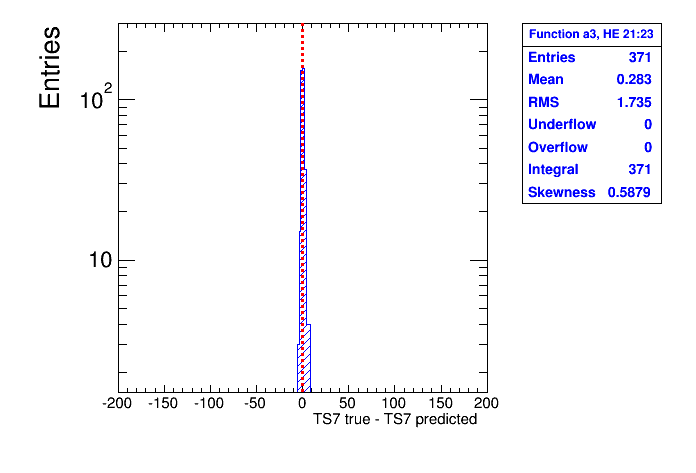 Entries
10²
10
-200 -150 -100 -50 0 50 100 150 200
TS7 true - TS7 predicted
Function a3, HE 21:23
Entries 371
Mean 0.283
RMS 1.735
Underflow 0
Overflow 0
Integral 371
Skewness 0.5879